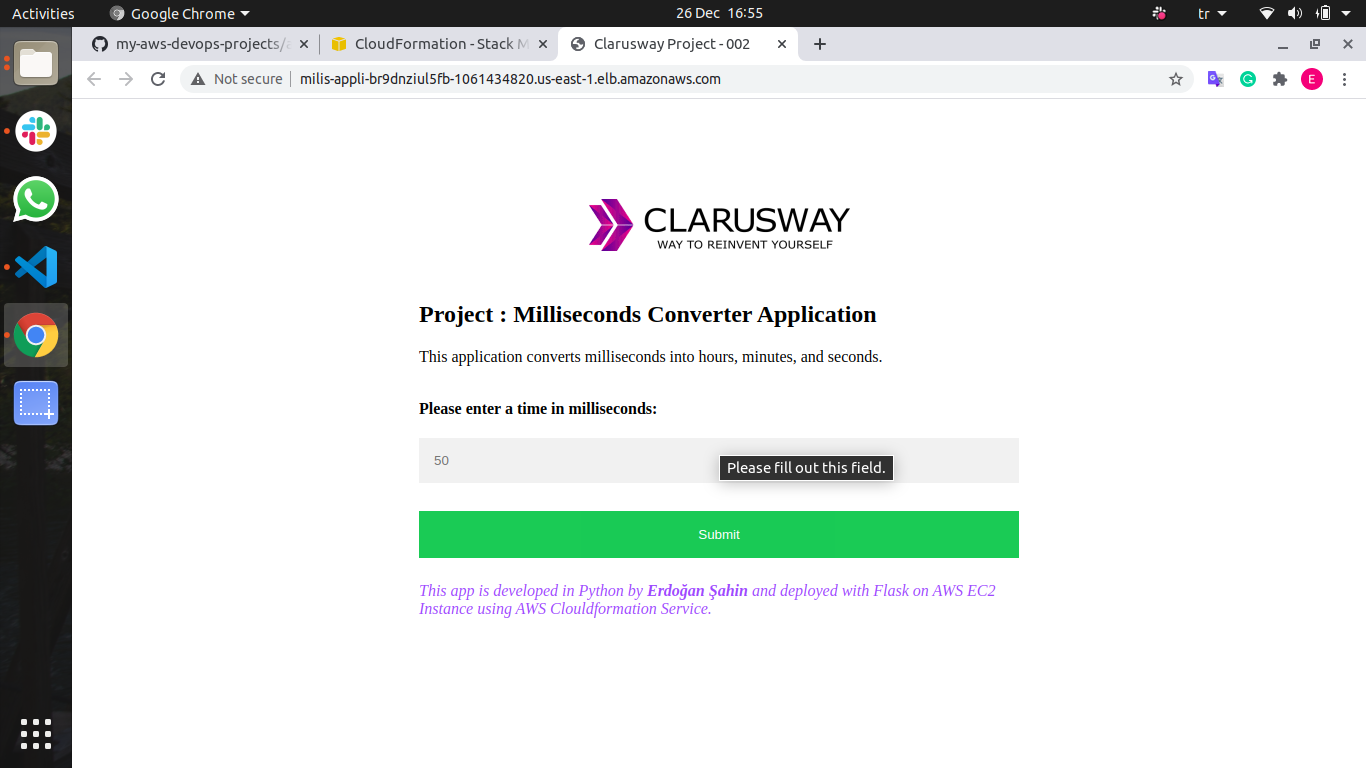 Activities
Google Chrome
26 Dec 16:55
tr
my-aws-devops-projects/
CloudFormation - Stack M
Clarusway Project - 002
Not secure
milis-appli-br9dnziul5fb-1061434820.us-east-1.elb.amazonaws.com
E
CLARUSWAY
WAY TO REINVENT YOURSELF
Project : Milliseconds Converter Application
This application converts milliseconds into hours, minutes, and seconds.
Please enter a time in milliseconds:
50
Please fill out this field.
Submit
This app is developed in Python by Erdoğan Şahin and deployed with Flask on AWS EC2
Instance using AWS Clouldformation Service.